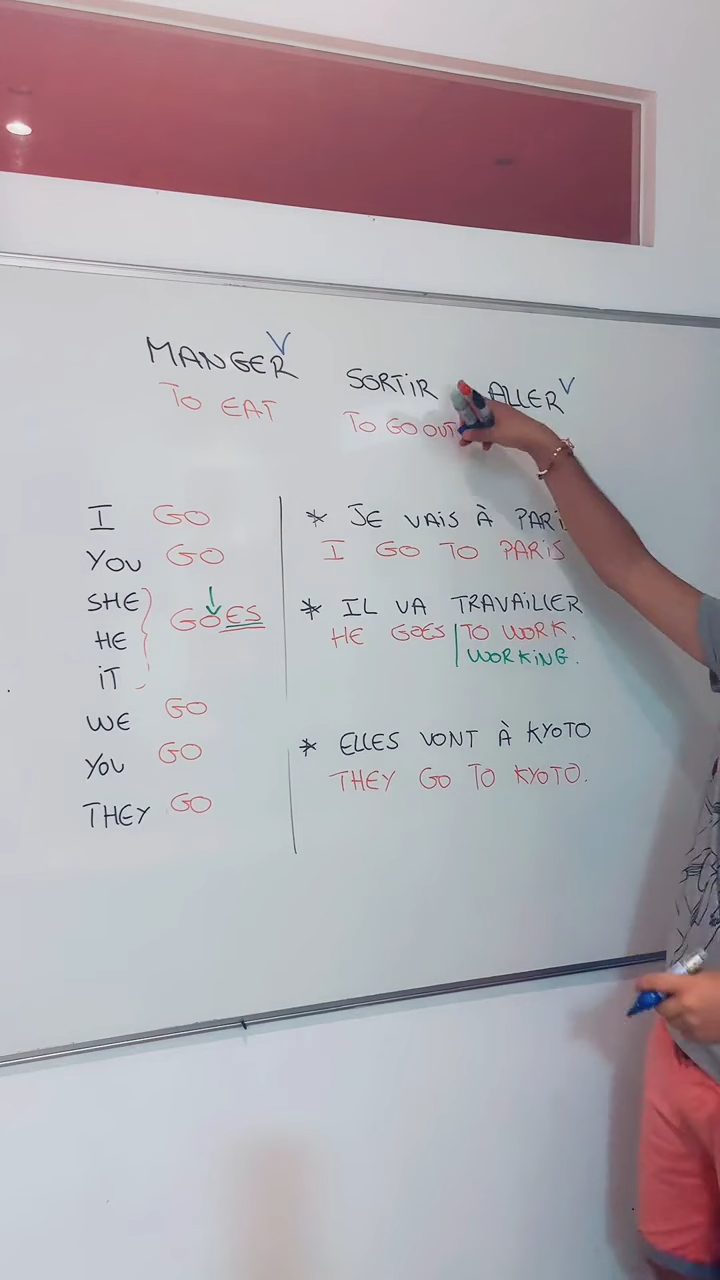 MANGER V
TO EAT
SORTIR
TO GO OUT
ALLER V
I GO
YOU GO
SHE
HE
IT
GOES
WE GO
YOU GO
THEY GO
* JE VAIS À PARI
I GO TO PARIS
* IL VA TRAVAILLER
HE GOES TO WORK.
WORKING.
* ELLES VONT À KYOTO
THEY GO TO KYOTO.